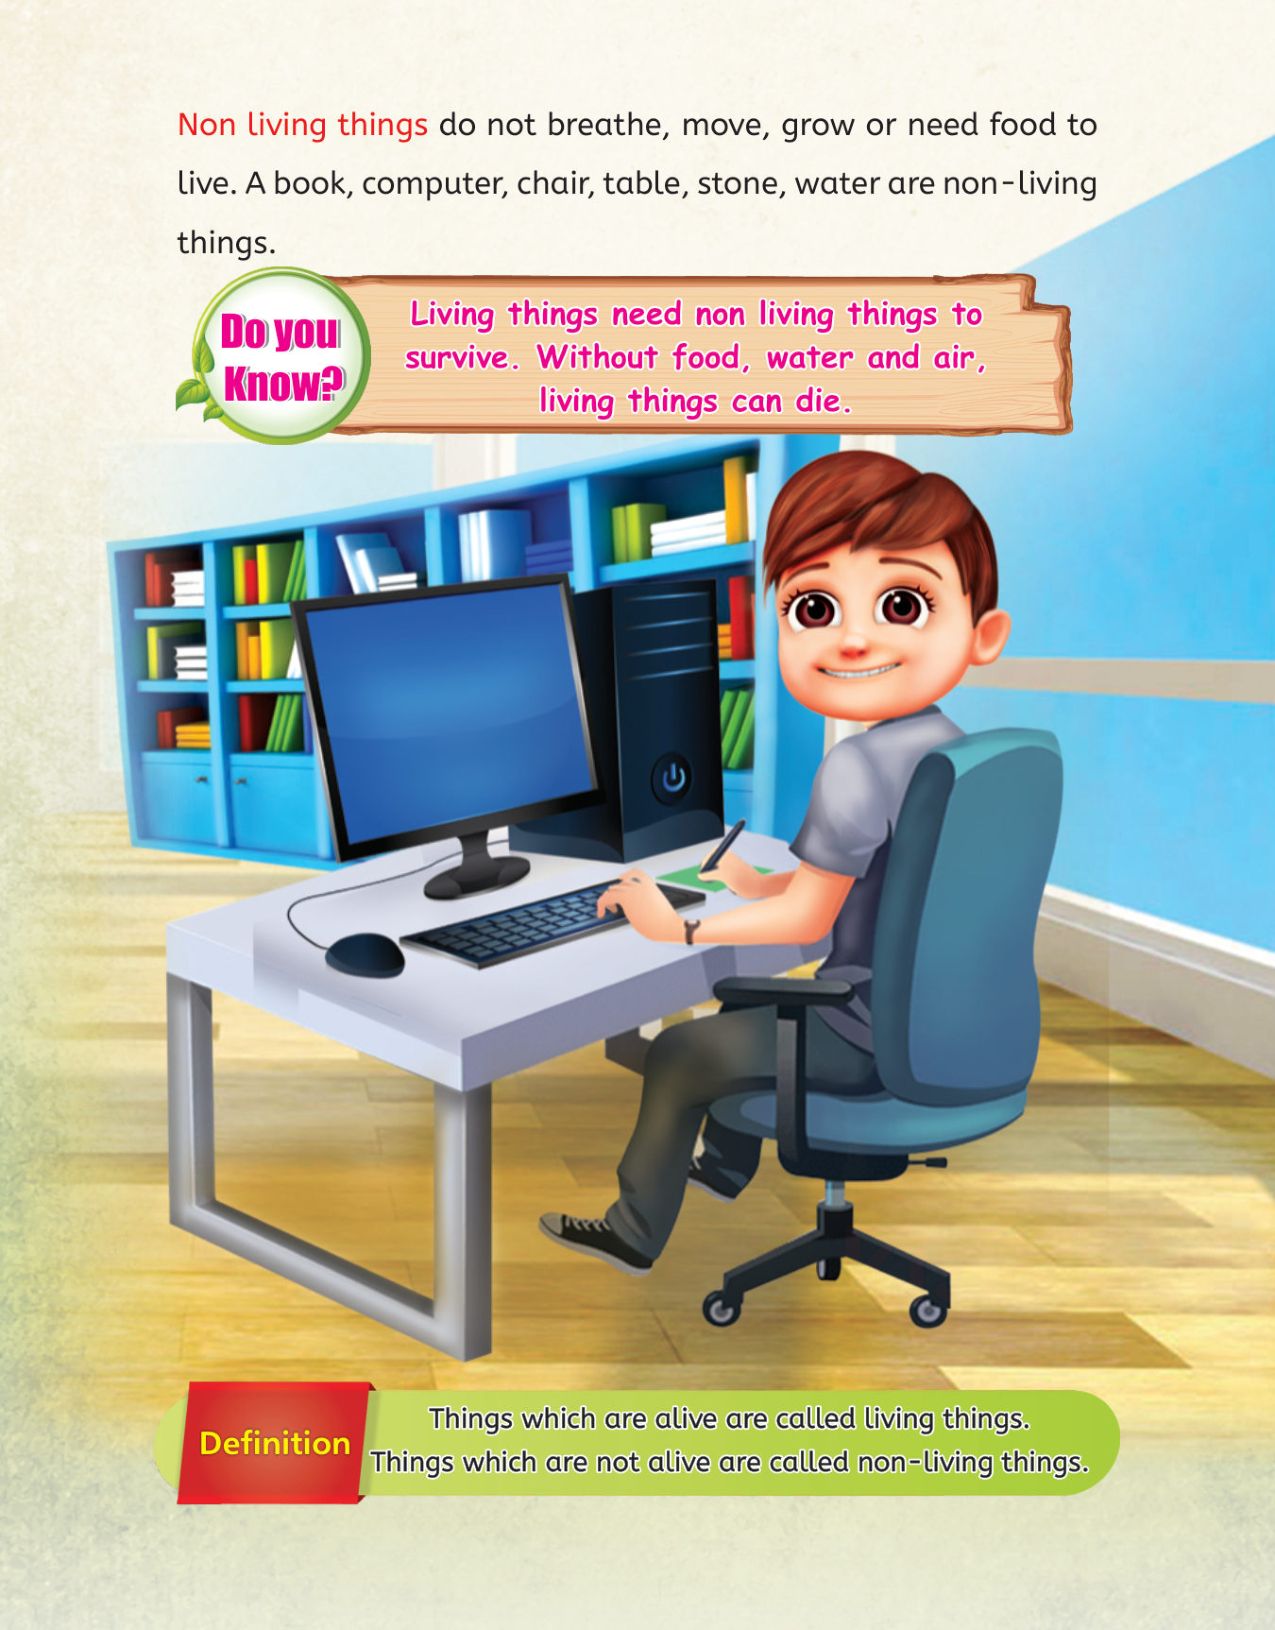 Non living things do not breathe, move, grow or need food to
live. A book, computer, chair, table, stone, water are non-living
things.
Do you
Know?
Living things need non living things to
survive. Without food, water and air,
living things can die.
Definition
Things which are alive are called living things.
Things which are not alive are called non-living things.